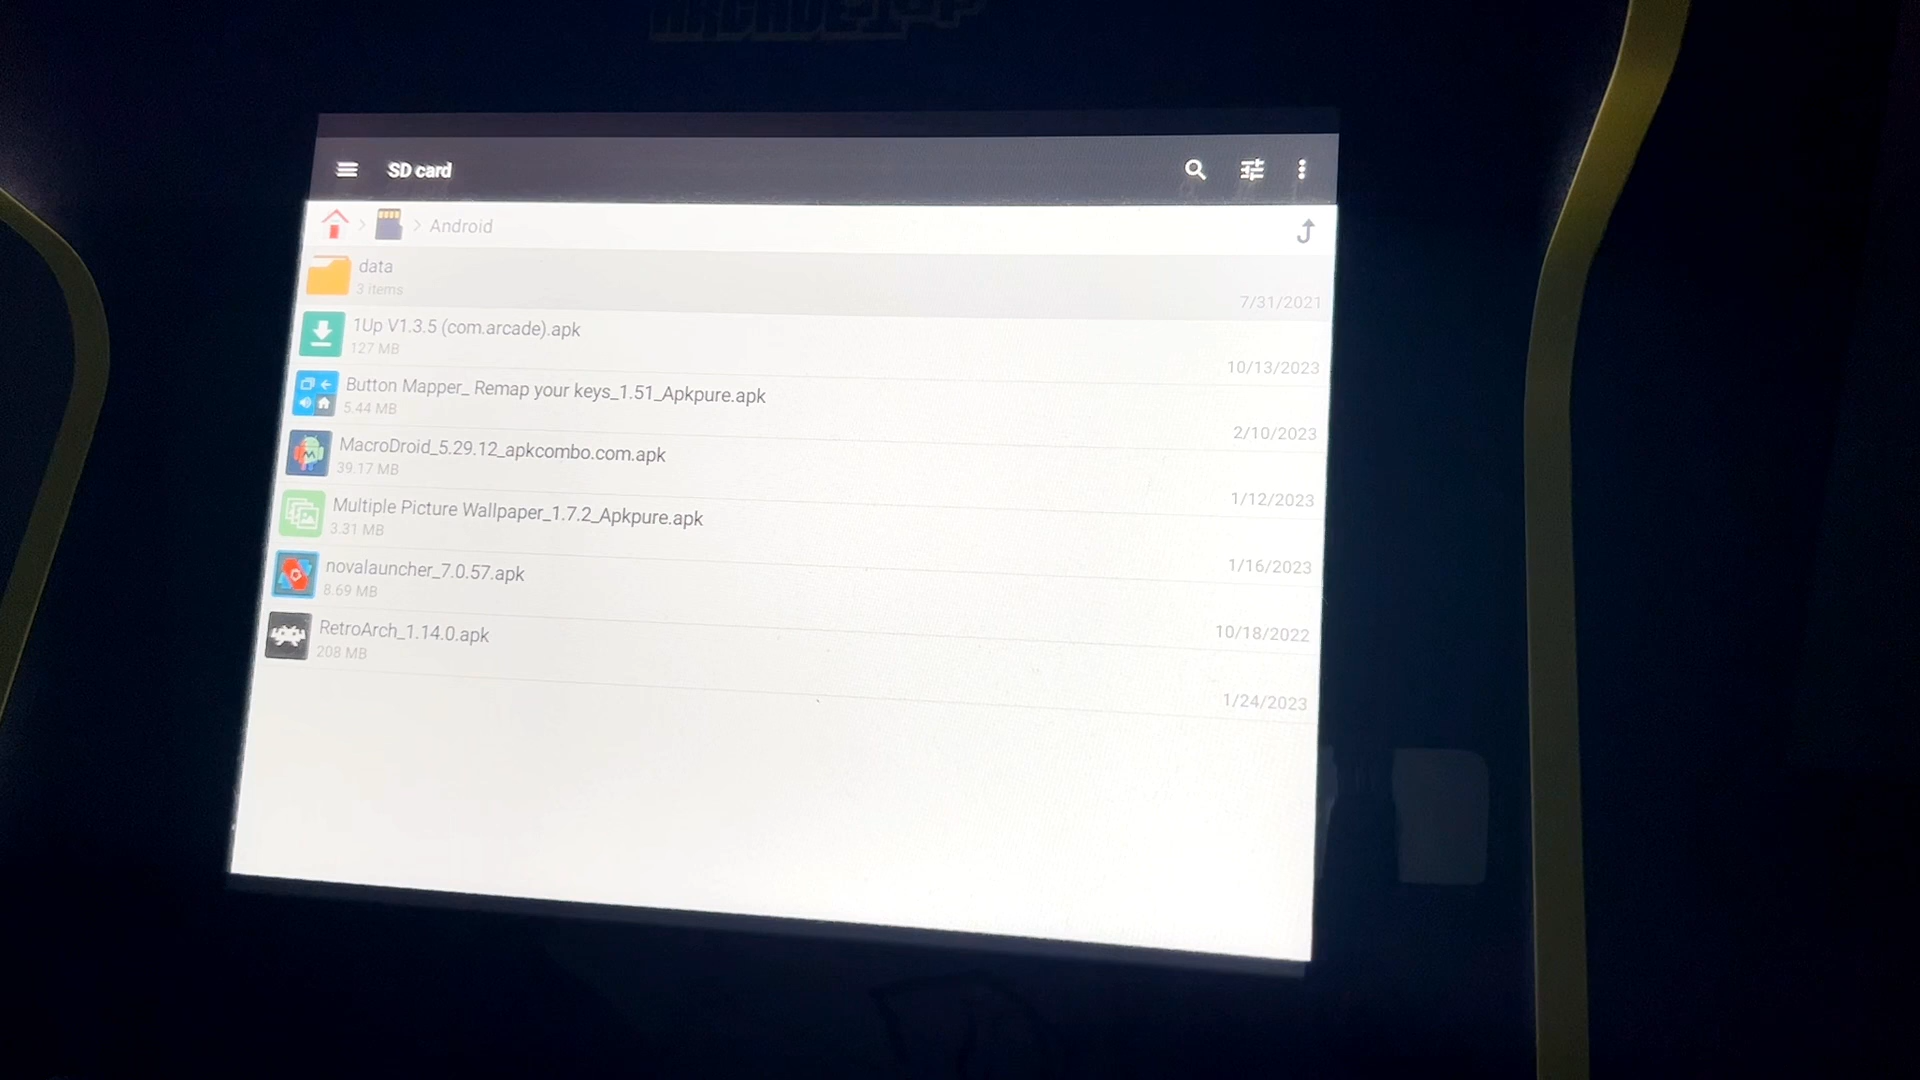 ARCADE1UP
SD card
Android
data
3 items
7/31/2021
1Up V1.3.5 (com.arcade).apk
127 MB
10/13/2023
Button Mapper_ Remap your keys_1.51_Apkpure.apk
5.44 MB
2/10/2023
MacroDroid_5.29.12_apkcombo.com.apk
39.17 MB
1/12/2023
Multiple Picture Wallpaper_1.7.2_Apkpure.apk
3.31 MB
1/16/2023
novalauncher_7.0.57.apk
8.69 MB
10/18/2022
RetroArch_1.14.0.apk
208 MB
1/24/2023